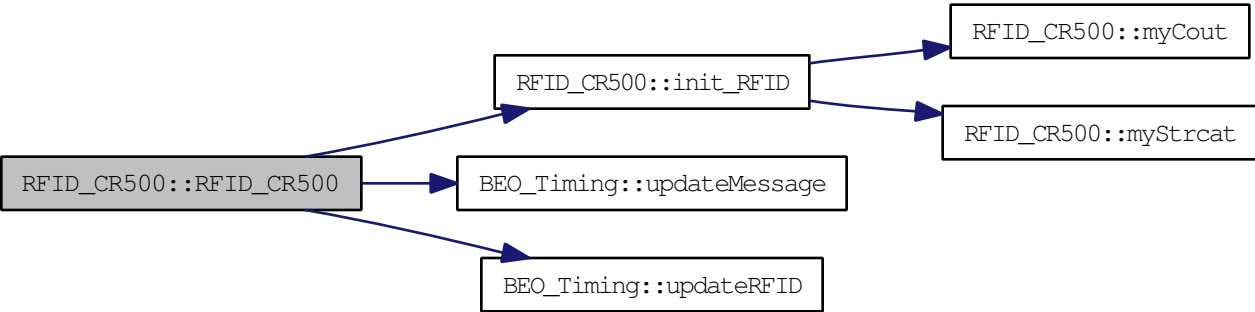 RFID_CR500::RFID_CR500
RFID_CR500::init_RFID
RFID_CR500::myCout
RFID_CR500::myStrcat
BEO_Timing::updateMessage
BEO_Timing::updateRFID